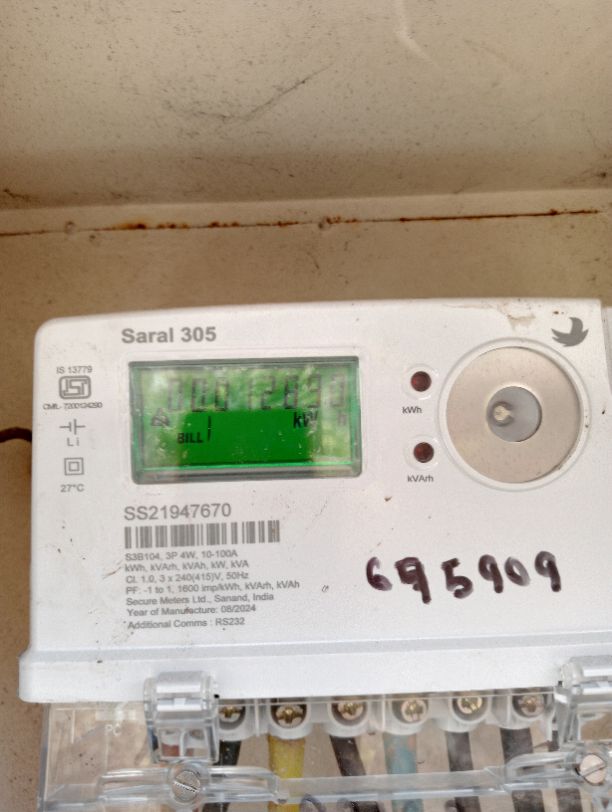 Saral 305
IS 13779
ISI
CM/L- 7200124290
Li
27°C
kW h
BILL
kWh
kVArh
SS21947670
S3B104, 3P 4W, 10-100A
kWh, kVArh, kVAh, kW, kVA
Cl. 1.0, 3 x 240(415)V, 50Hz
PF: -1 to 1, 1600 imp/kWh, kVArh, kVAh
Secure Meters Ltd., Sanand, India
Year of Manufacture: 08/2024
Additional Comms : RS232
695909